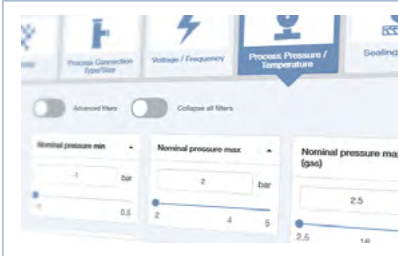 Process Connection
Type/Size
Voltage / Frequency
Process Pressure /
Temperature
Sealing
Advanced filters
Collapse all filters
Nominal pressure min
Nominal pressure max
Nominal pressure ma
(gas)
-1
bar
2
bar
2.5
-1
0.5
2
4
5
2.5
16